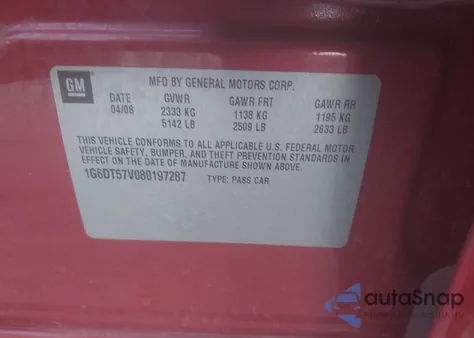 GM
MFD BY GENERAL MOTORS CORP.
DATE GVWR GAWR FRT GAWR RR
04/08 2333 KG 1138 KG 1195 KG
5142 LB 2509 LB 2633 LB
THIS VEHICLE CONFORMS TO ALL APPLICABLE U.S. FEDERAL MOTOR
VEHICLE SAFETY, BUMPER, AND THEFT PREVENTION STANDARDS IN
EFFECT ON THE DATE OF MANUFACTURE SHOWN ABOVE.
1G6DT57V080197287 TYPE: PASS CAR
autoSnap